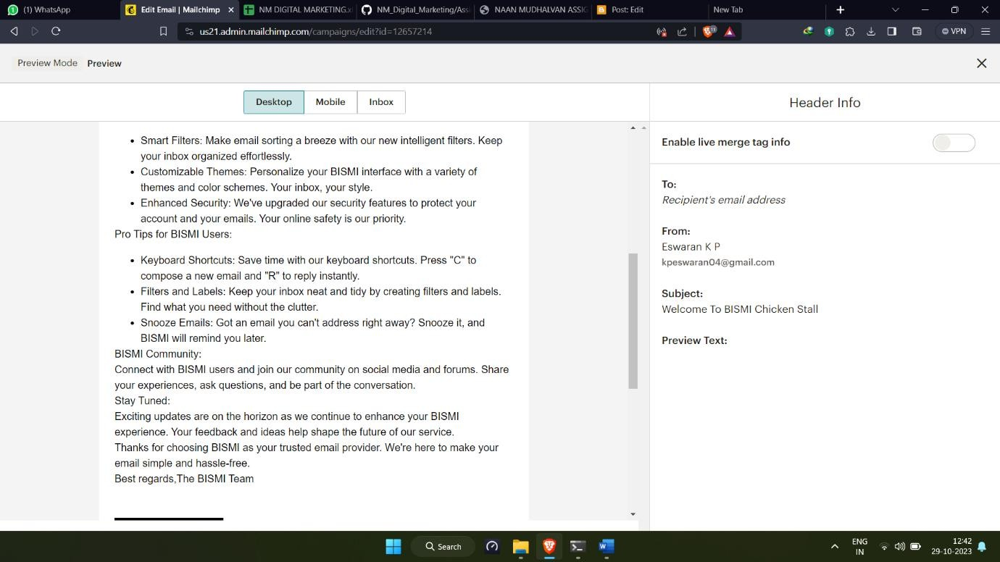 (1) WhatsApp
Edit Email | Mailchimp
NM DIGITAL MARKETING.x
NM_Digital_Marketing/Ass
NAAN MUDHALVAN ASSIG
Post: Edit
New Tab
us21.admin.mailchimp.com/campaigns/edit?id=12657214
11
VPN
Preview Mode Preview
Desktop Mobile Inbox
Header Info
• Smart Filters: Make email sorting a breeze with our new intelligent filters. Keep
your inbox organized effortlessly.
• Customizable Themes: Personalize your BISMI interface with a variety of
themes and color schemes. Your inbox, your style.
• Enhanced Security: We've upgraded our security features to protect your
account and your emails. Your online safety is our priority.
Pro Tips for BISMI Users:
• Keyboard Shortcuts: Save time with our keyboard shortcuts. Press "C" to
compose a new email and "R" to reply instantly.
• Filters and Labels: Keep your inbox neat and tidy by creating filters and labels.
Find what you need without the clutter.
• Snooze Emails: Got an email you can't address right away? Snooze it, and
BISMI will remind you later.
BISMI Community:
Connect with BISMI users and join our community on social media and forums. Share
your experiences, ask questions, and be part of the conversation.
Stay Tuned:
Exciting updates are on the horizon as we continue to enhance your BISMI
experience. Your feedback and ideas help shape the future of our service.
Thanks for choosing BISMI as your trusted email provider. We're here to make your
email simple and hassle-free.
Best regards,The BISMI Team
Enable live merge tag info
To:
Recipient's email address
From:
Eswaran K P
kpeswaran04@gmail.com
Subject:
Welcome To BISMI Chicken Stall
Preview Text:
Search
ENG
IN
12:42
29-10-2023